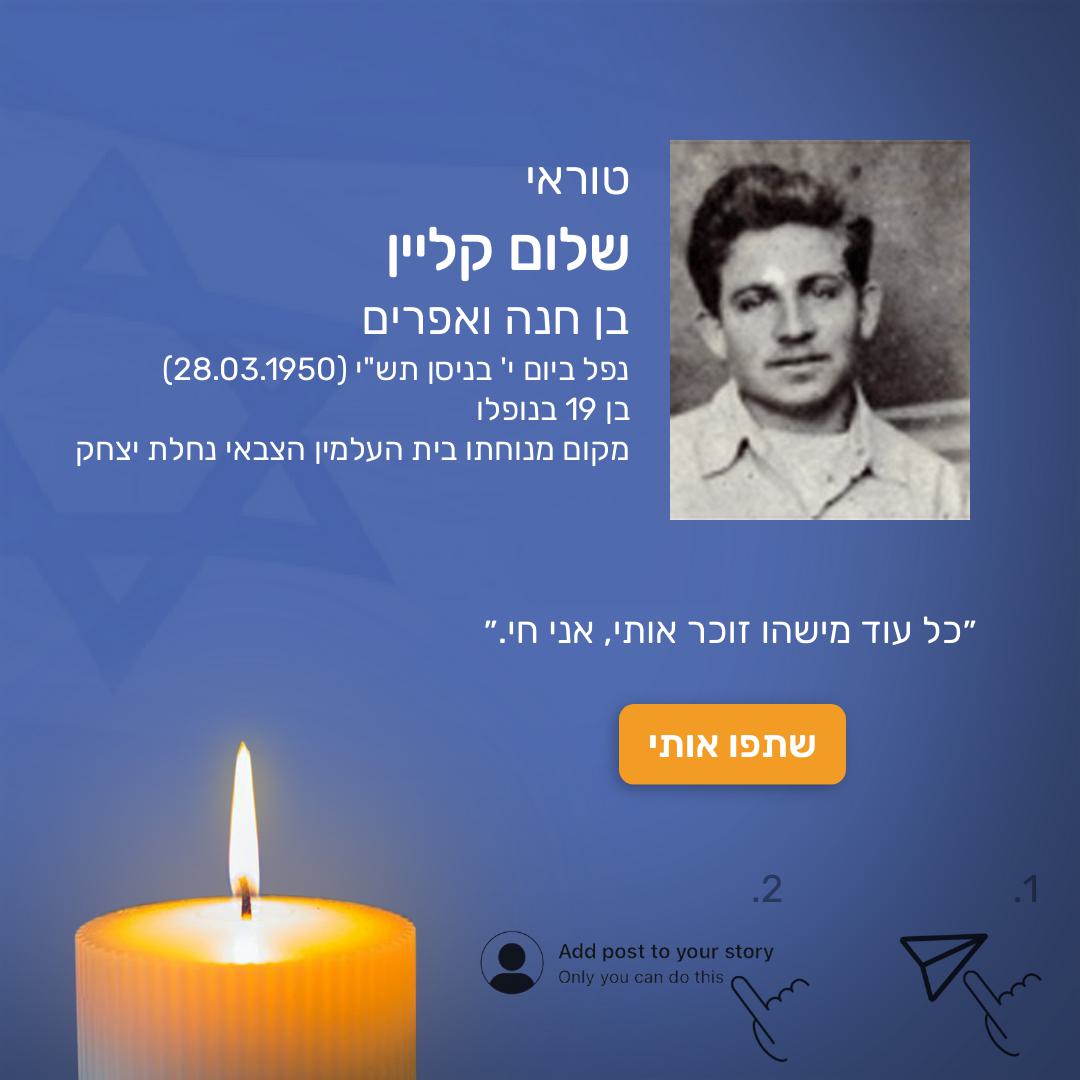 טוראי
שלום קליין
בן חנה ואפרים
נפל ביום י' בניסן תש"י (28.03.1950)
בן 19 בנופלו
מקום מנוחתו בית העלמין הצבאי נחלת יצחק
״כל עוד מישהו זוכר אותי, אני חי.״
שתפו אותי
1.
2.
Add post to your story
Only you can do this